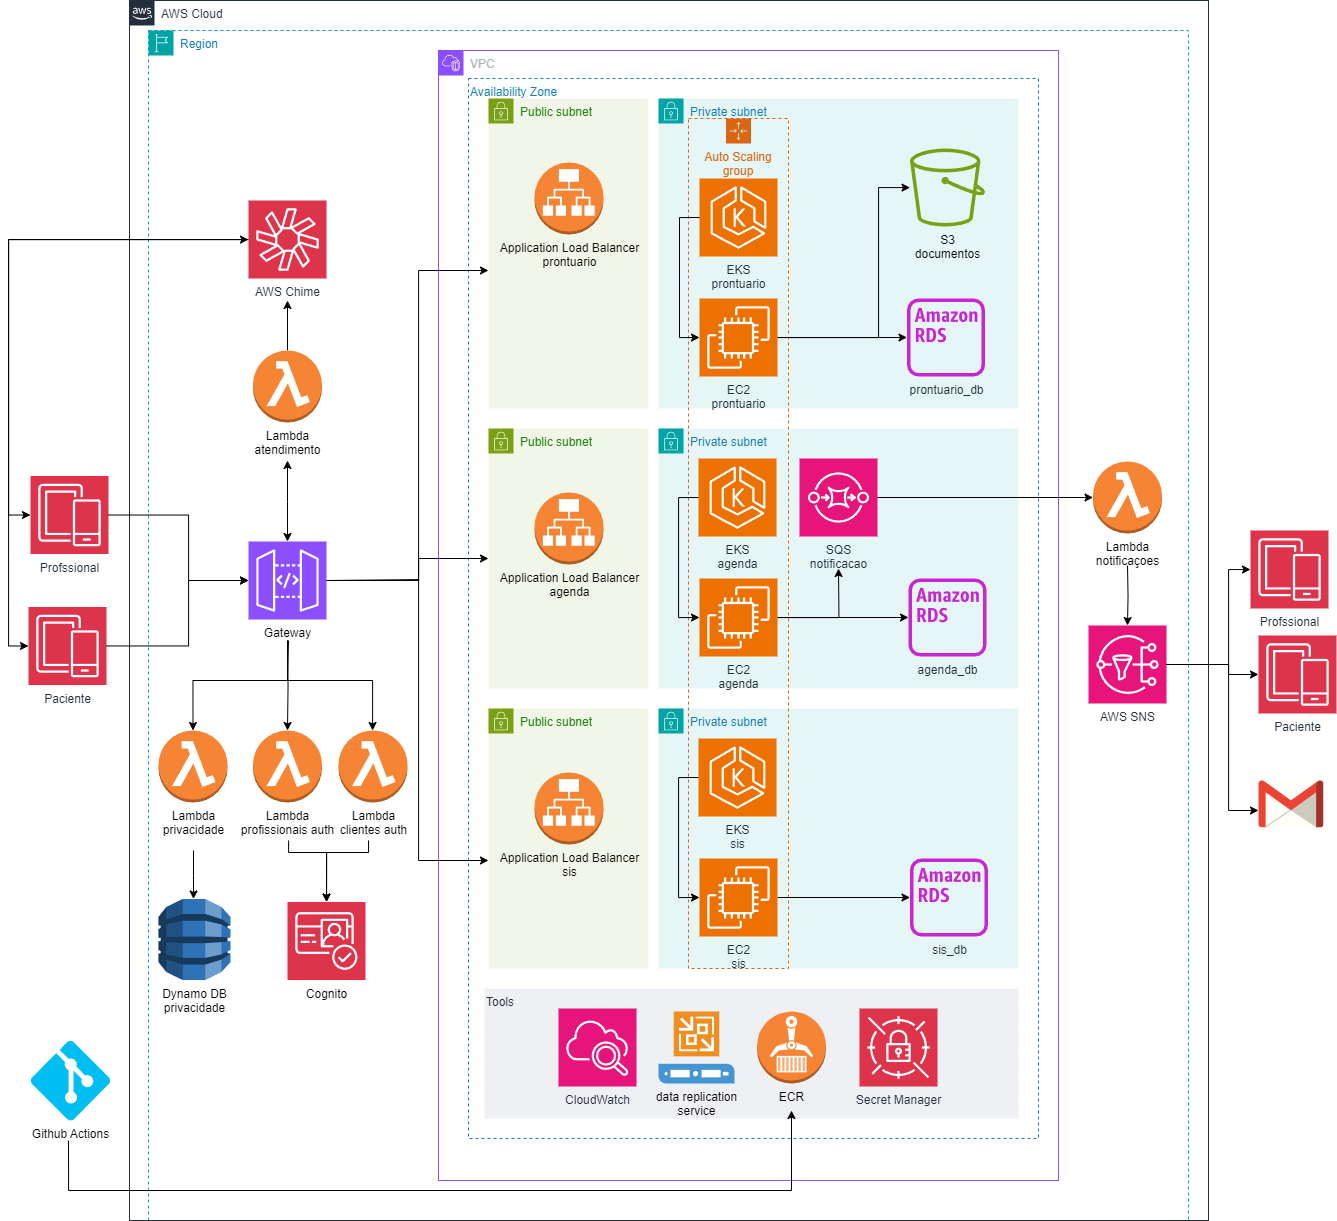 aws
AWS Cloud
Region
VPC
Availability Zone
Public subnet
Private subnet
Auto Scaling
group
Application Load Balancer
prontuario
K
EKS
prontuario
S3
documentos
EC2
prontuario
Amazon
RDS
prontuario_db
AWS Chime
Lambda
atendimento
Profssional
Paciente
Gateway
Public subnet
Private subnet
Application Load Balancer
agenda
K
EKS
agenda
SQS
notificacao
EC2
agenda
Amazon
RDS
agenda_db
Lambda
notificaçoes
AWS SNS
Profssional
Paciente
Lambda
privacidade
Lambda
profissionais auth
Lambda
clientes auth
Dynamo DB
privacidade
Cognito
Public subnet
Private subnet
Application Load Balancer
sis
K
EKS
sis
EC2
sis
Amazon
RDS
sis_db
Tools
CloudWatch
data replication
service
ECR
Secret Manager
Github Actions